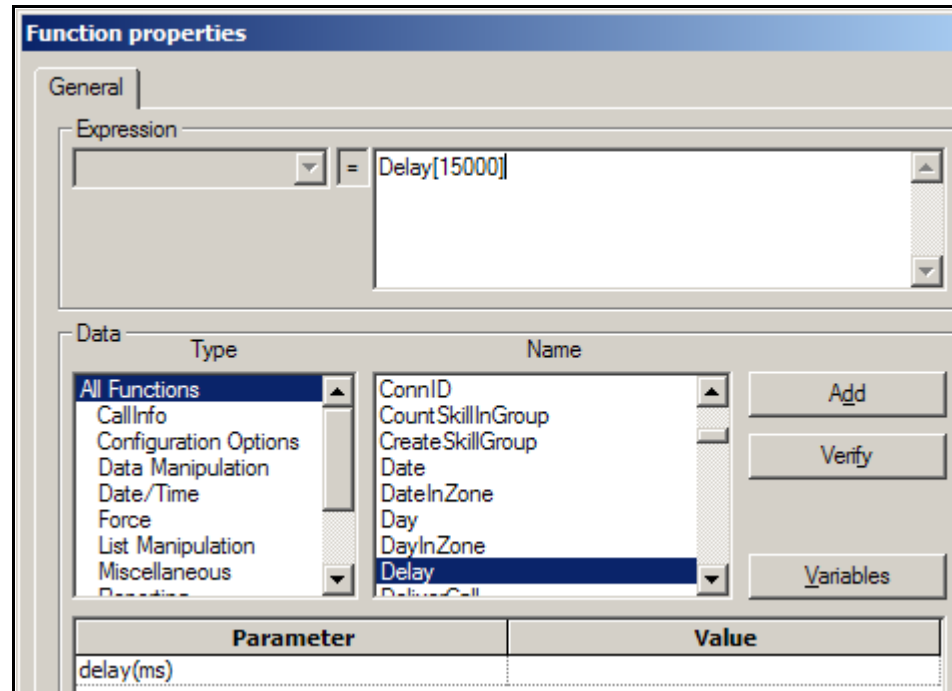 Function properties
General
Expression
= Delay[15000]
Data
Type Name
All Functions
CallInfo
Configuration Options
Data Manipulation
Date/Time
Force
List Manipulation
Miscellaneous
ConnID
CountSkillInGroup
CreateSkillGroup
Date
DateInZone
Day
DayInZone
Delay
Add
Verify
Variables
Parameter Value
delay(ms)